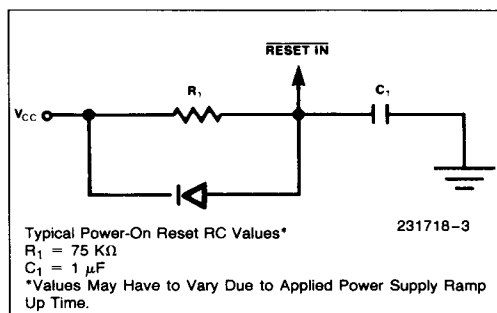 RESET IN
R1
C1
VCC
231718-3
Typical Power-On Reset RC Values*
R1 = 75 KΩ
C1 = 1 µF
*Values May Have to Vary Due to Applied Power Supply Ramp
Up Time.